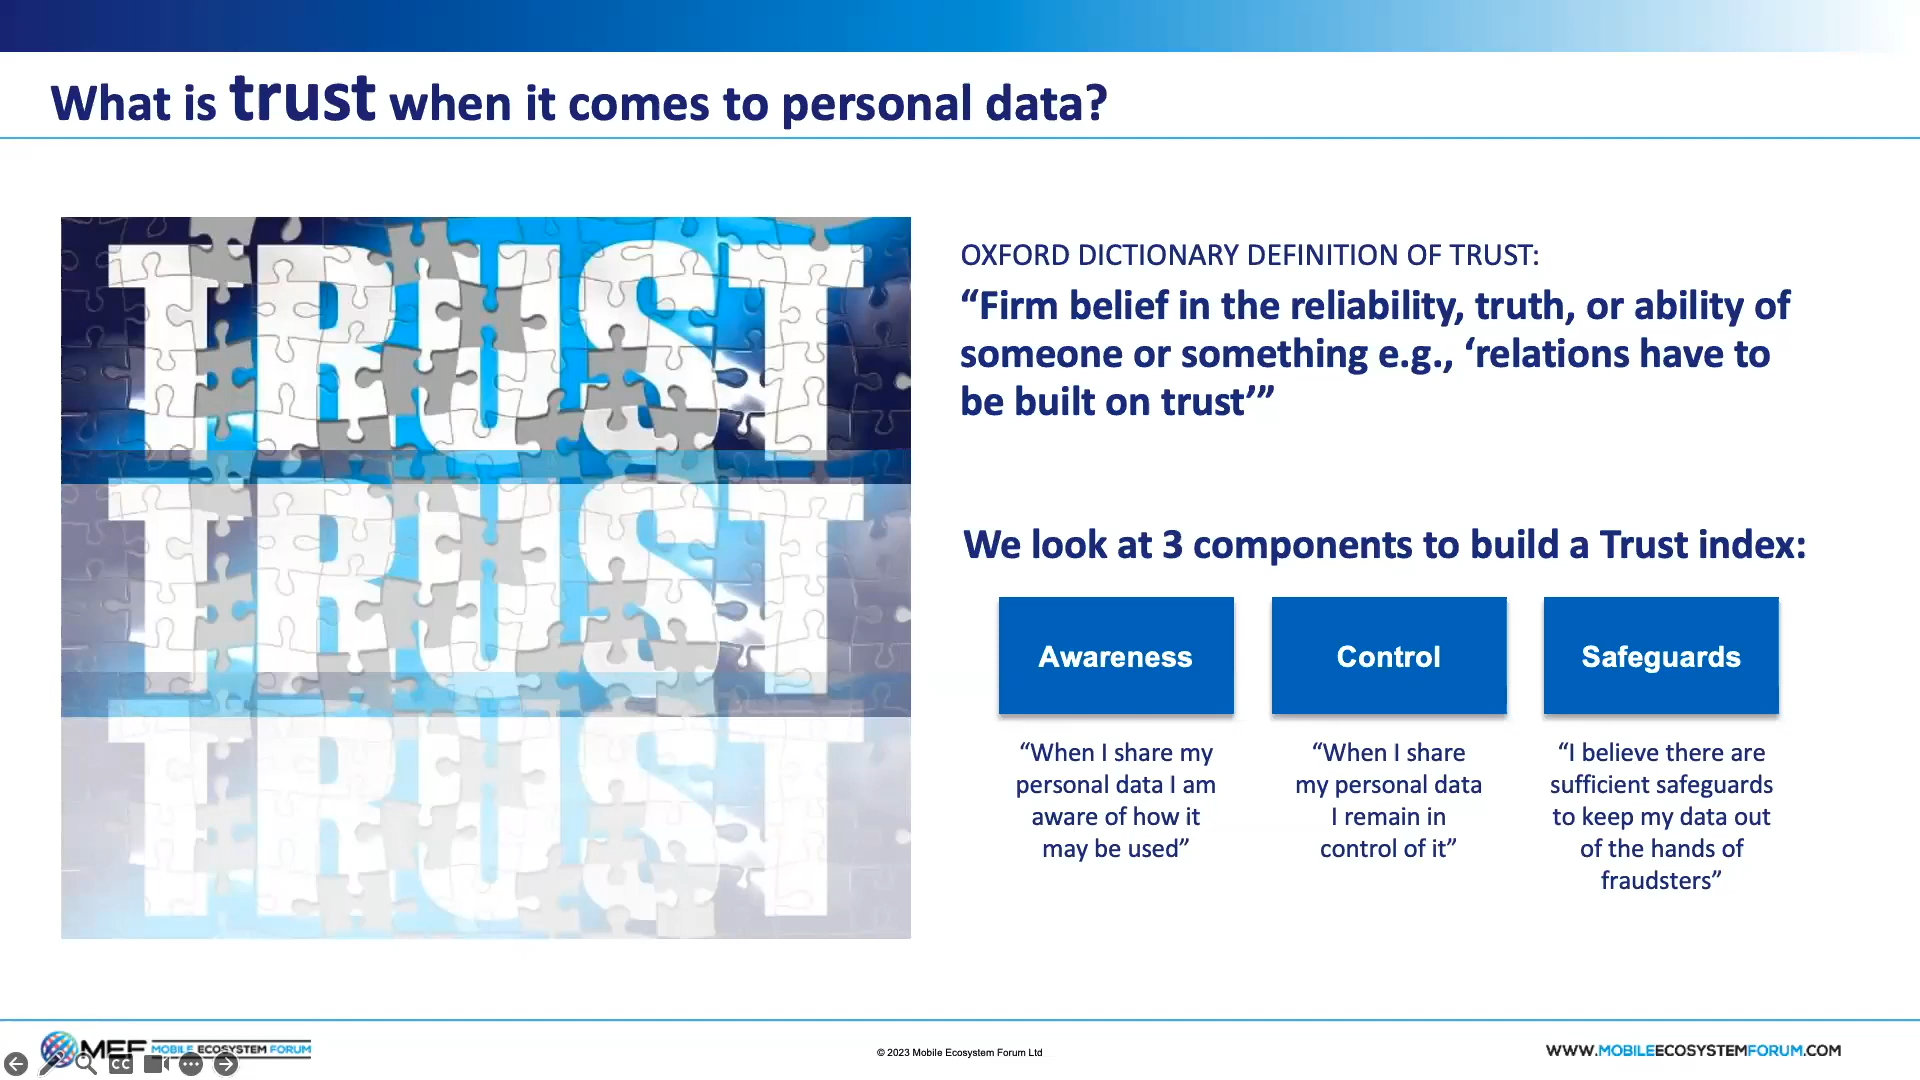 What is trust when it comes to personal data?
TRUST
TRUST
TRUST
OXFORD DICTIONARY DEFINITION OF TRUST:
“Firm belief in the reliability, truth, or ability of
someone or something e.g., ‘relations have to
be built on trust’”
We look at 3 components to build a Trust index:
Awareness
“When I share my
personal data I am
aware of how it
may be used”
Control
“When I share
my personal data
I remain in
control of it”
Safeguards
“I believe there are
sufficient safeguards
to keep my data out
of the hands of
fraudsters”
MEF MOBILE ECOSYSTEM FORUM
CC
© 2023 Mobile Ecosystem Forum Ltd
WWW.MOBILEECOSYSTEMFORUM.COM